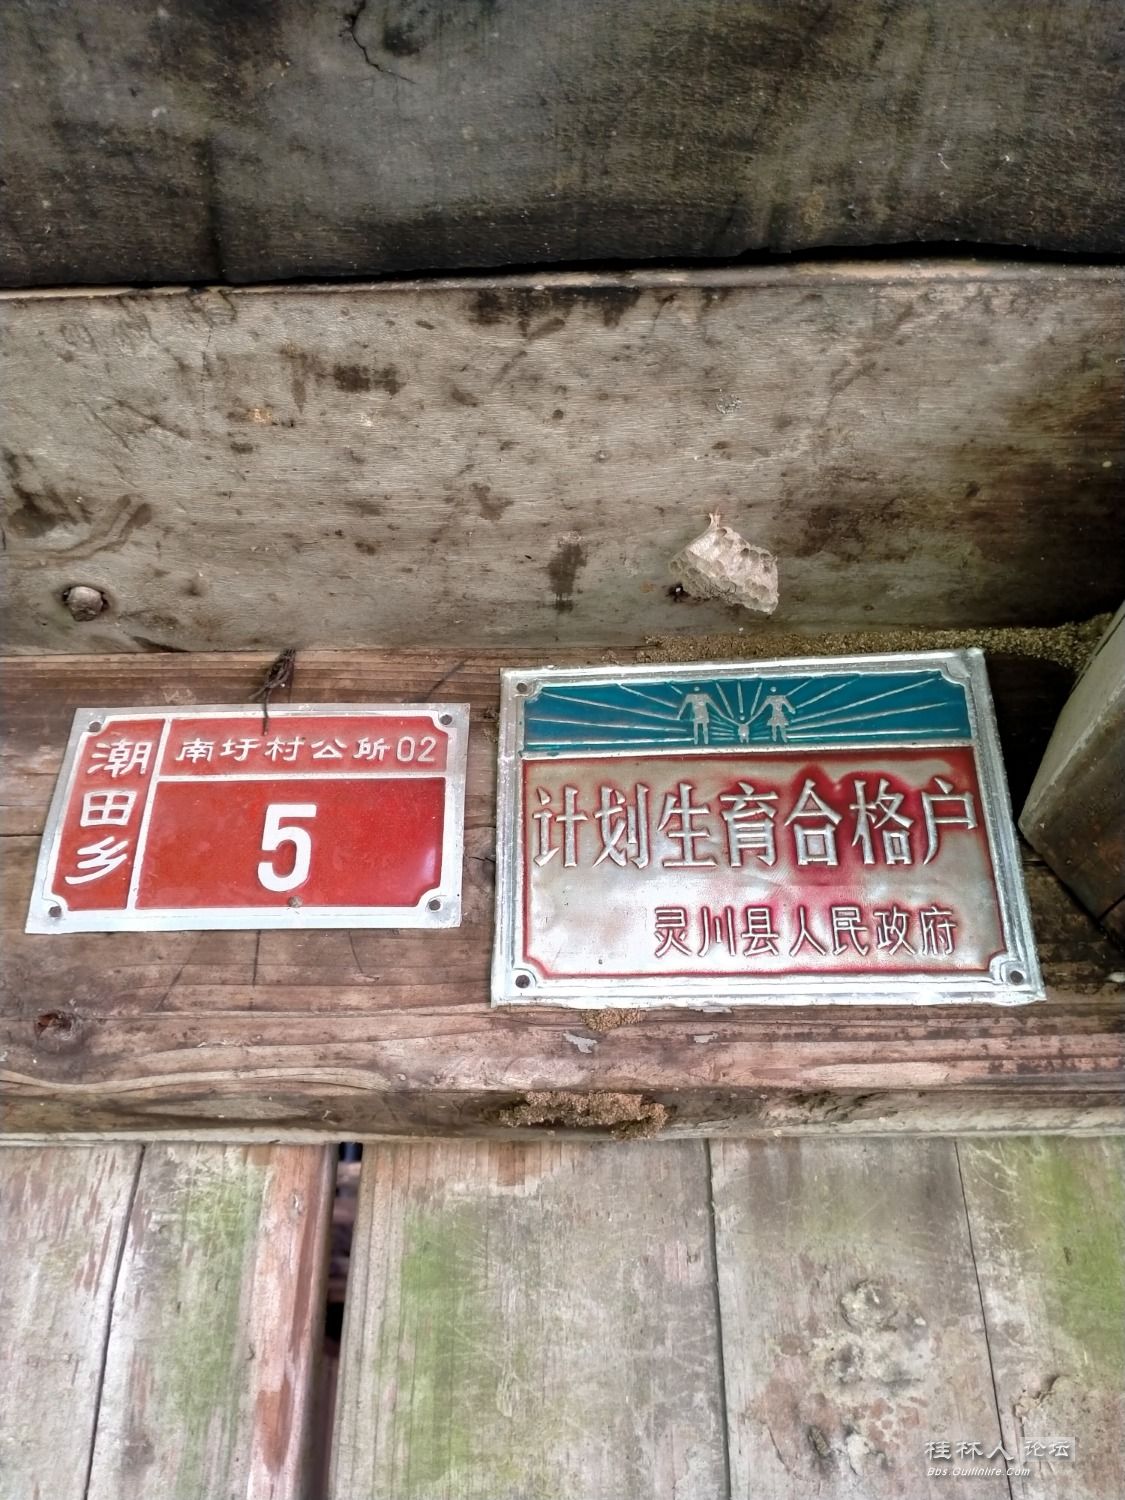 潮田乡
南圩村公所02
5
计划生育合格户
灵川县人民政府
桂林人论坛
Bbs.Guilinlife.Com